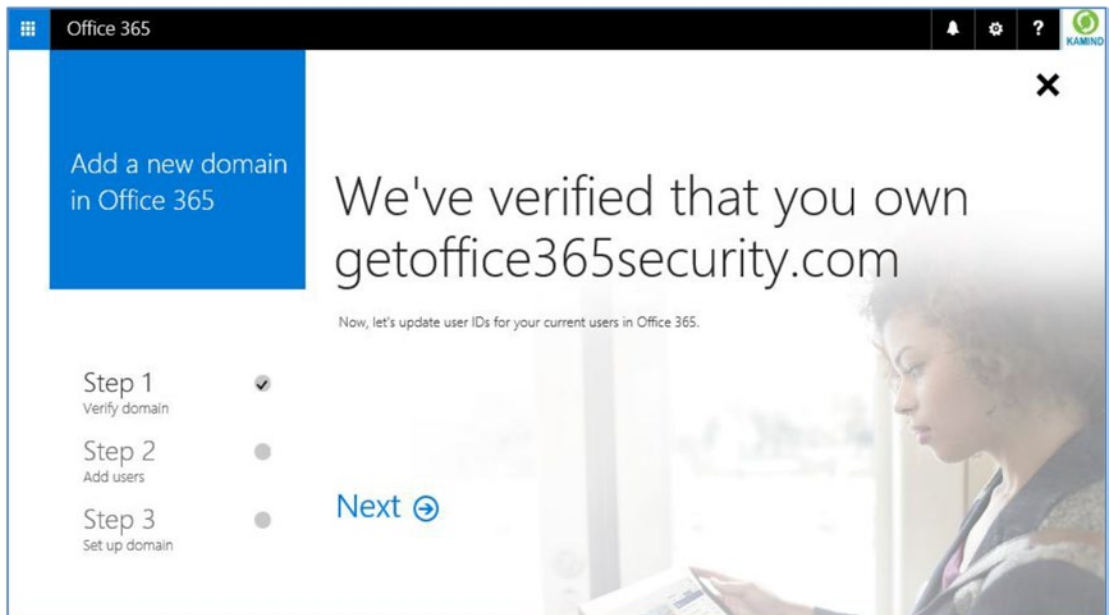 Office 365
?
KAMIND
Add a new domain
in Office 365
We've verified that you own
getoffice365security.com
Now, let's update user IDs for your current users in Office 365.
Step 1
Verify domain
Step 2
Add users
Step 3
Set up domain
Next